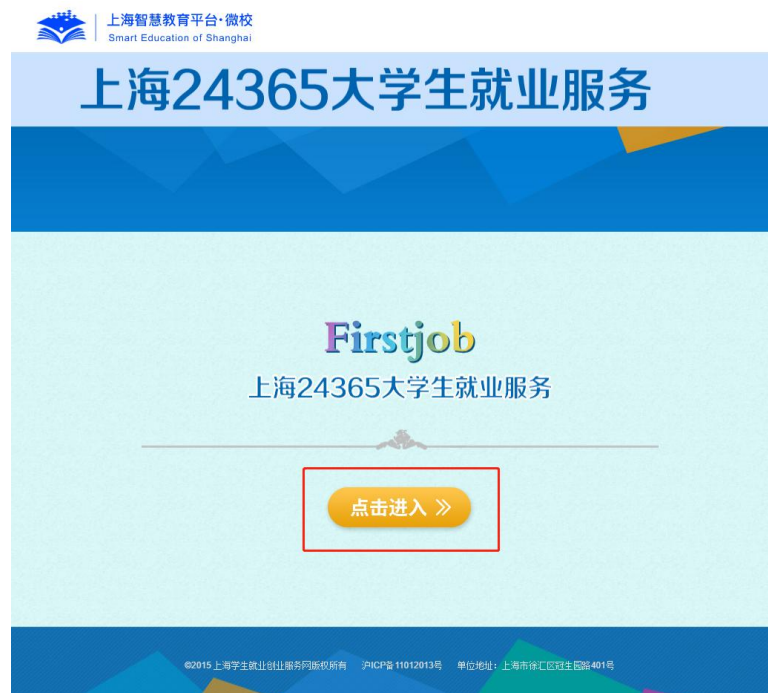 上海智慧教育平台·微校
Smart Education of Shanghai
上海24365大学生就业服务
Firstjob
上海24365大学生就业服务
点击进入
©2015 上海学生就业创业服务网版权所有 沪ICP备11012013号 单位地址：上海市徐汇区冠生园路401号